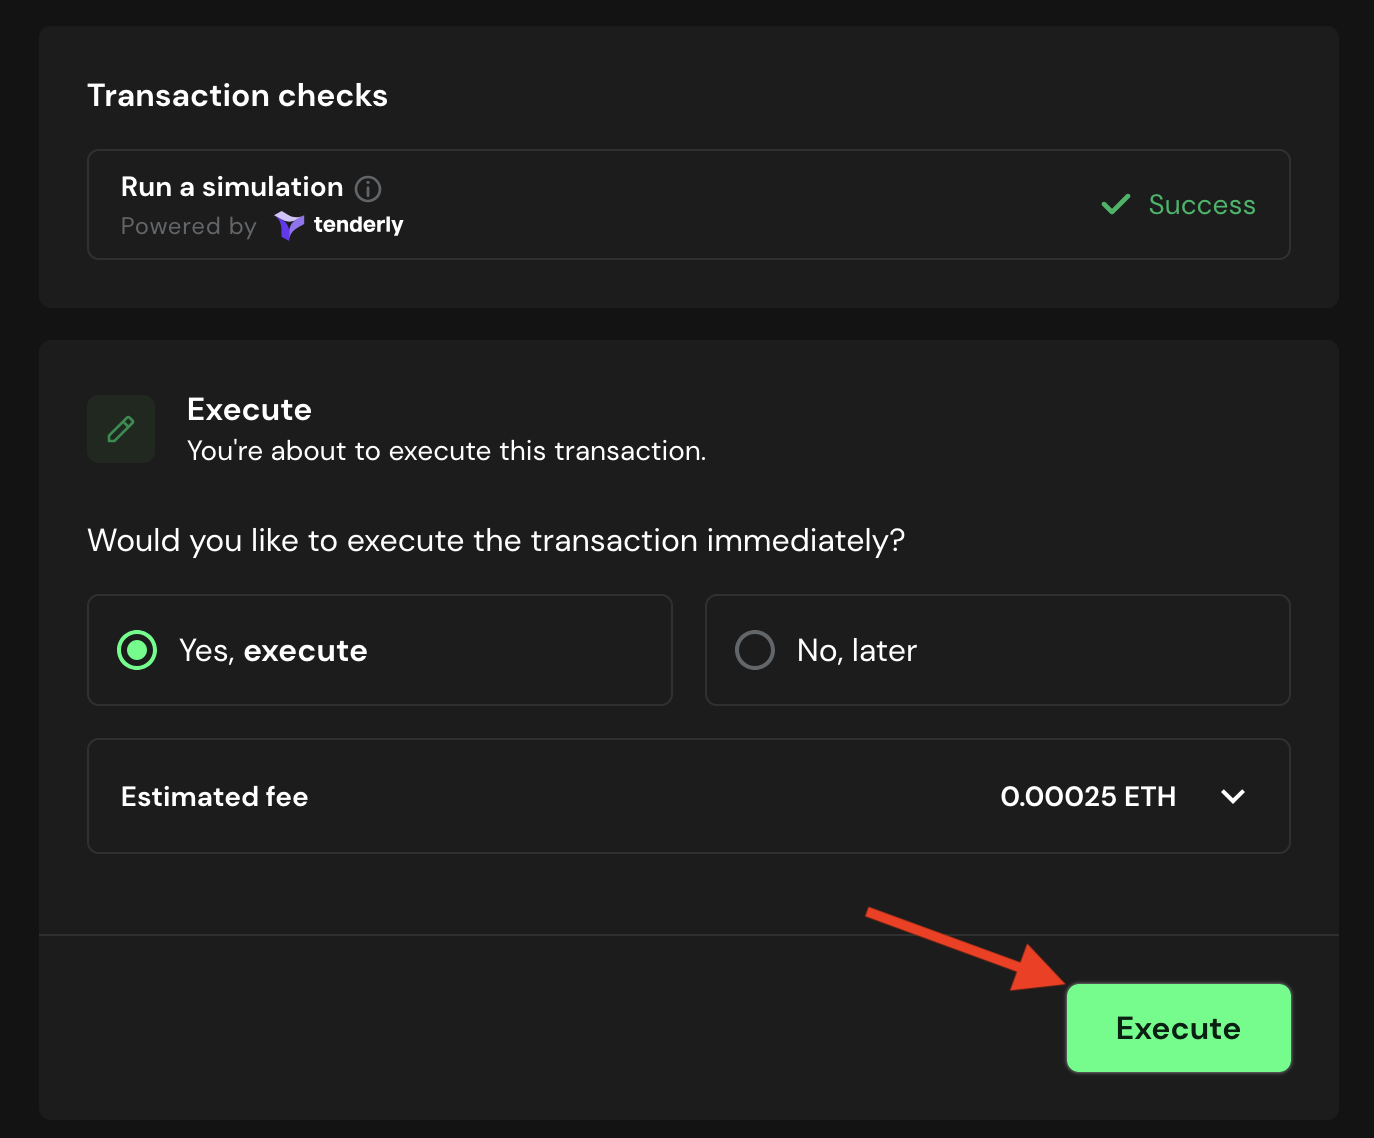 Transaction checks
Run a simulation
Powered by tenderly
Success
Execute
You're about to execute this transaction.
Would you like to execute the transaction immediately?
Yes, execute
No, later
Estimated fee
0.00025 ETH
Execute